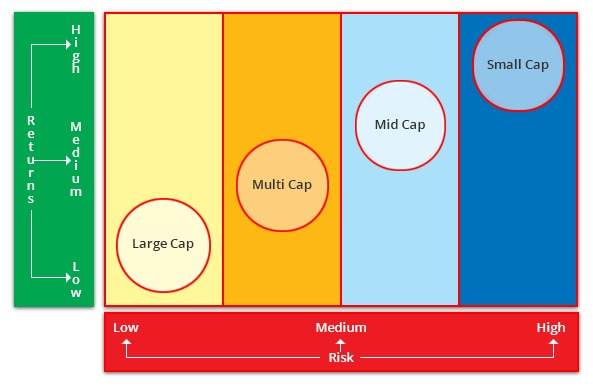 High
Returns
Medium
Low
Small Cap
Mid Cap
Multi Cap
Large Cap
Low
Medium
High
Risk